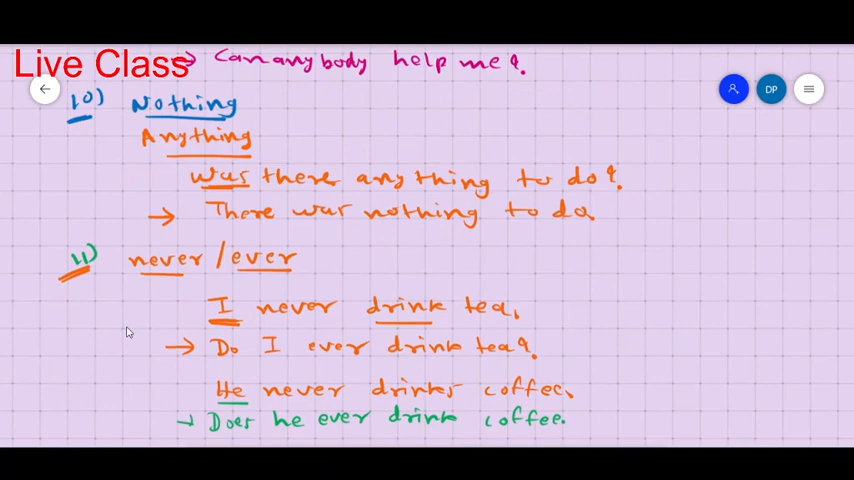 → Can anybody help me?
Live Class
10) Nothing
Anything
DP
was there anything to do?
→ There was nothing to do.
11) never / ever
I never drink tea.
→ Do I ever drink tea?
He never drinks coffee.
→ Does he ever drink coffee.